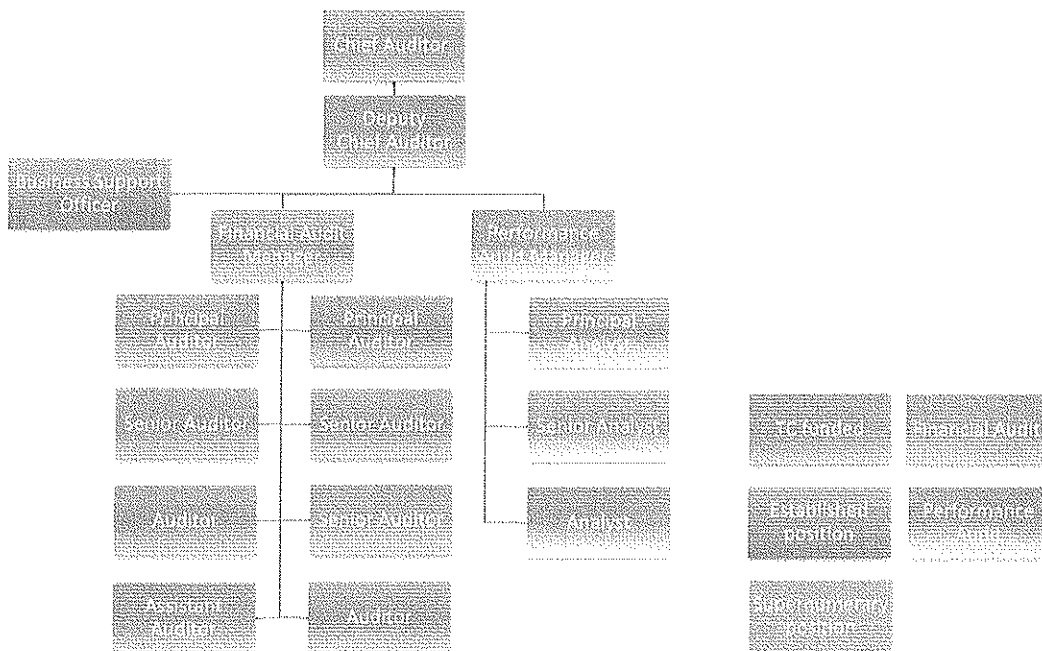 Chief Auditor
Deputy
Chief Auditor
Business Support
Officer
Financial Audit
Manager
Performance
Principal
Auditor
Principal
Auditor
Principal
Analyst
Senior Auditor
Senior Auditor
Senior Analyst
Auditor
Senior Auditor
Analyst
Assistant
Auditor
Auditor
TC funded
Financial Audit
Established
position
Performance
Audit
Supernumerary
position